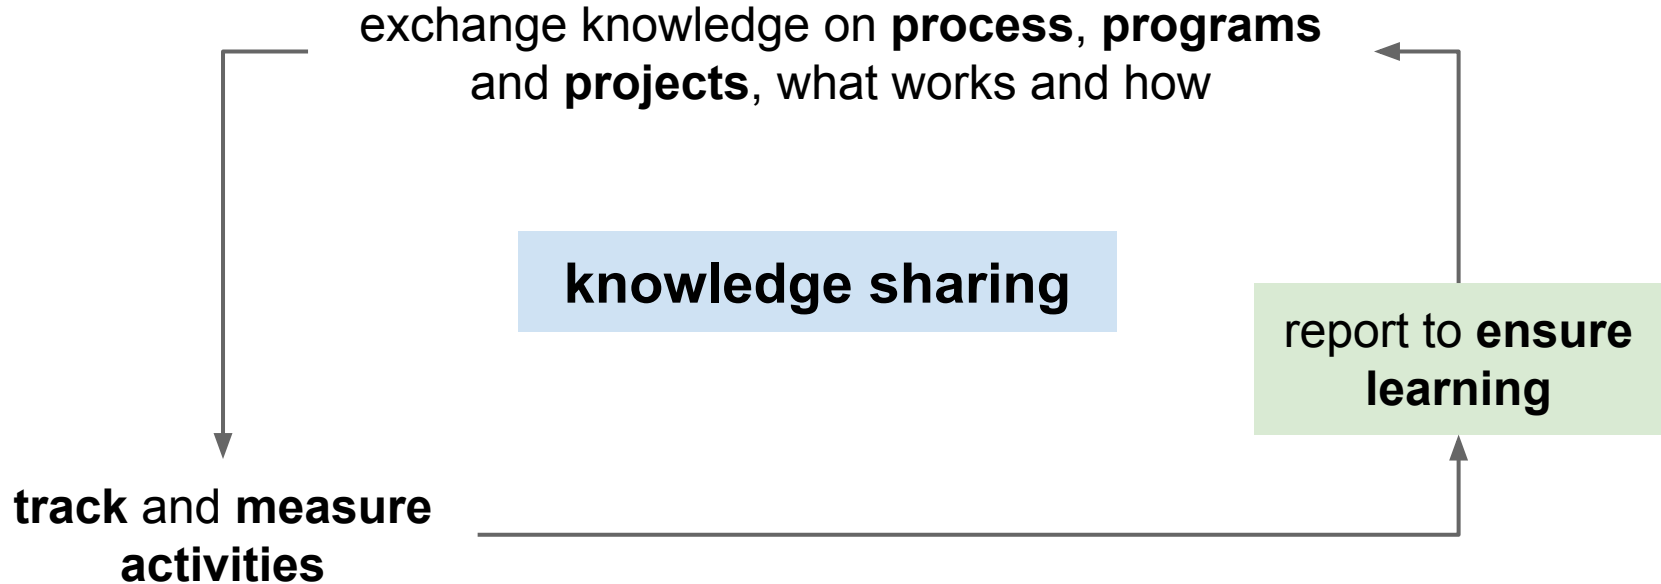 exchange knowledge on process, programs
and projects, what works and how
knowledge sharing
report to ensure
learning
track and measure
activities